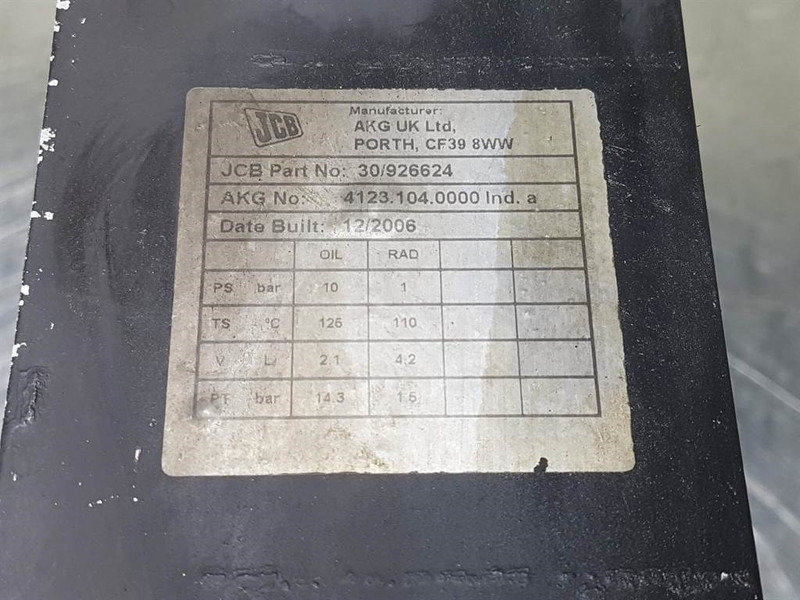 JCB
Manufacturer:
AKG UK Ltd,
PORTH, CF39 8WW
JCB Part No: 30/926624
AKG No: 4123.104.0000 Ind. a
Date Built: 12/2006
OIL RAD
PS bar 10 1
TS °C 125 110
V L 2.1 4.2
PT bar 14.3 1.5